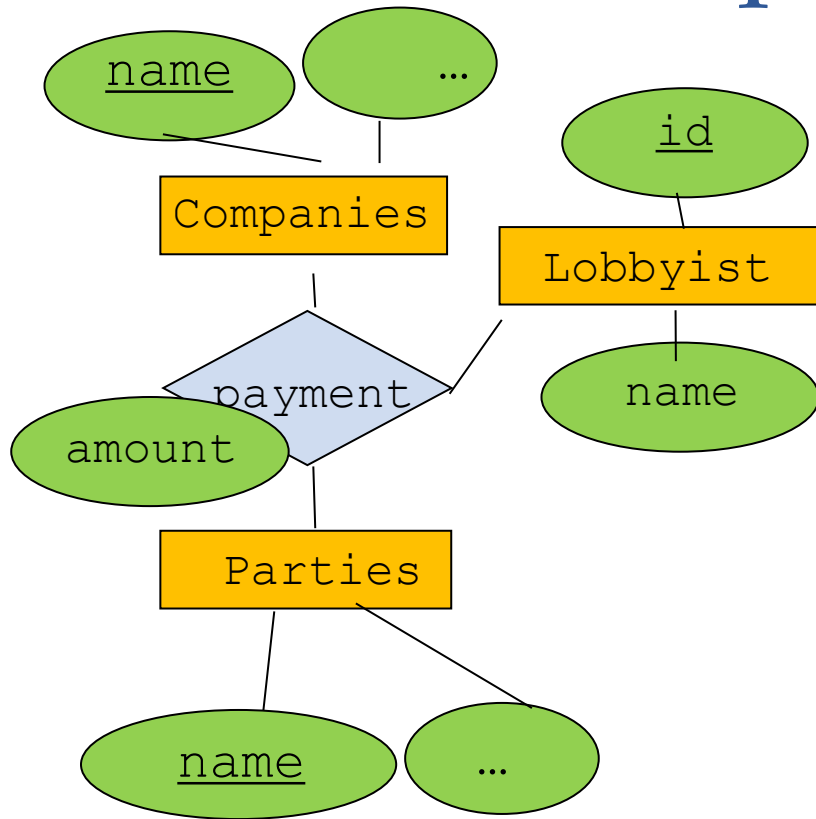 p
name
…
id
Companies
Lobbyist
payment
name
amount
Parties
name
…